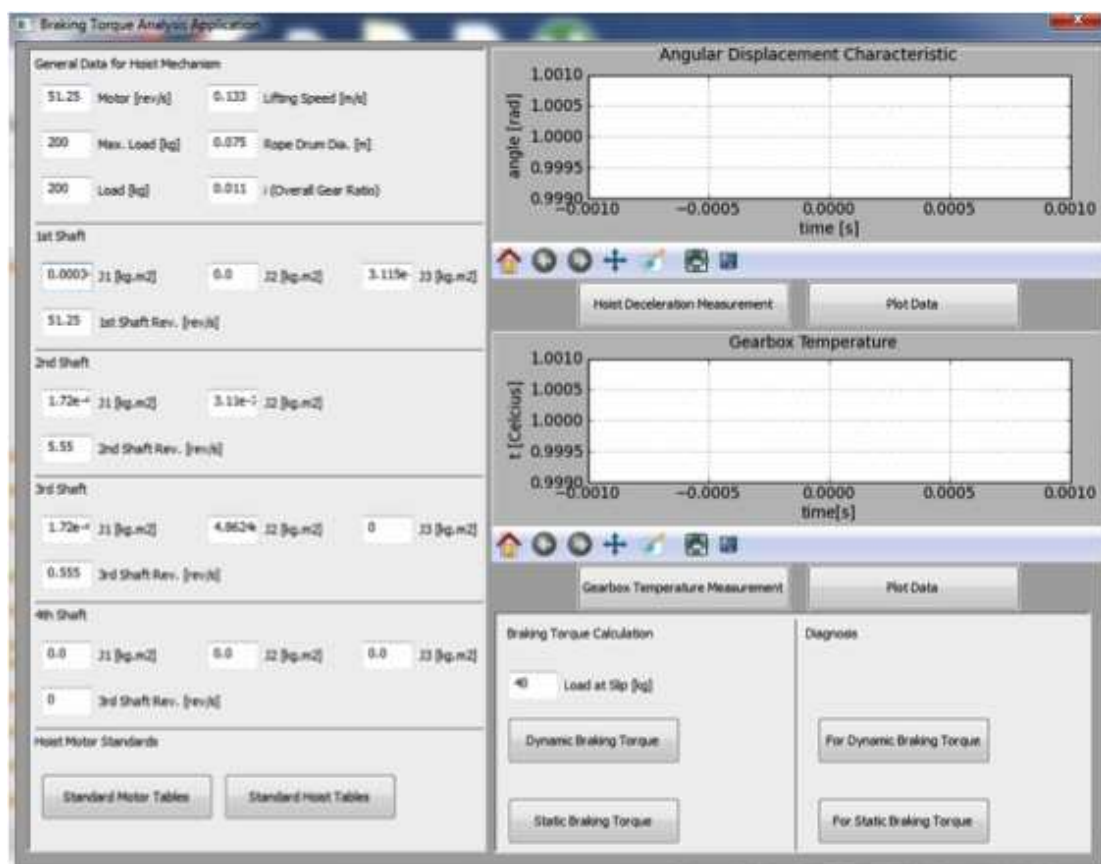 Braking Torque Analysis Application
General Data for Hoist Mechanism
51.25 Motor [rev/s] 0.133 Lifting Speed [m/s]
200 Max. Load [kg] 0.075 Rope Drum Dia. [m]
200 Load [kg] 0.011 i (Overall Gear Ratio)
1st Shaft
J1 [kg.m2] 0.0 J2 [kg.m2] 3.115e J3 [kg.m2]
51.25 1st Shaft Rev. [rev/s]
2nd Shaft
1.72e- J1 [kg.m2] J2 [kg.m2]
5.55 2nd Shaft Rev. [rev/s]
3rd Shaft
1.72e- J1 [kg.m2] J2 [kg.m2] 0 J3 [kg.m2]
0.555 3rd Shaft Rev. [rev/s]
4th Shaft
0.0 J1 [kg.m2] 0.0 J2 [kg.m2] 0.0 J3 [kg.m2]
0 3rd Shaft Rev. [rev/s]
Hoist Motor Standards
Standard Motor Tables Standard Hoist Tables
Angular Displacement Characteristic
angle [rad]
1.0010
1.0005
1.0000
0.9995
0.9990
−0.0010 −0.0005 0.0000 0.0005 0.0010
time [s]
Hoist Deceleration Measurement Plot Data
Gearbox Temperature
t [Celcius]
1.0010
1.0005
1.0000
0.9995
0.9990
−0.0010 −0.0005 0.0000 0.0005 0.0010
time[s]
Gearbox Temperature Measurement Plot Data
Braking Torque Calculation
40 Load at Slip [kg]
Dynamic Braking Torque
Static Braking Torque
Diagnosis
For Dynamic Braking Torque
For Static Braking Torque